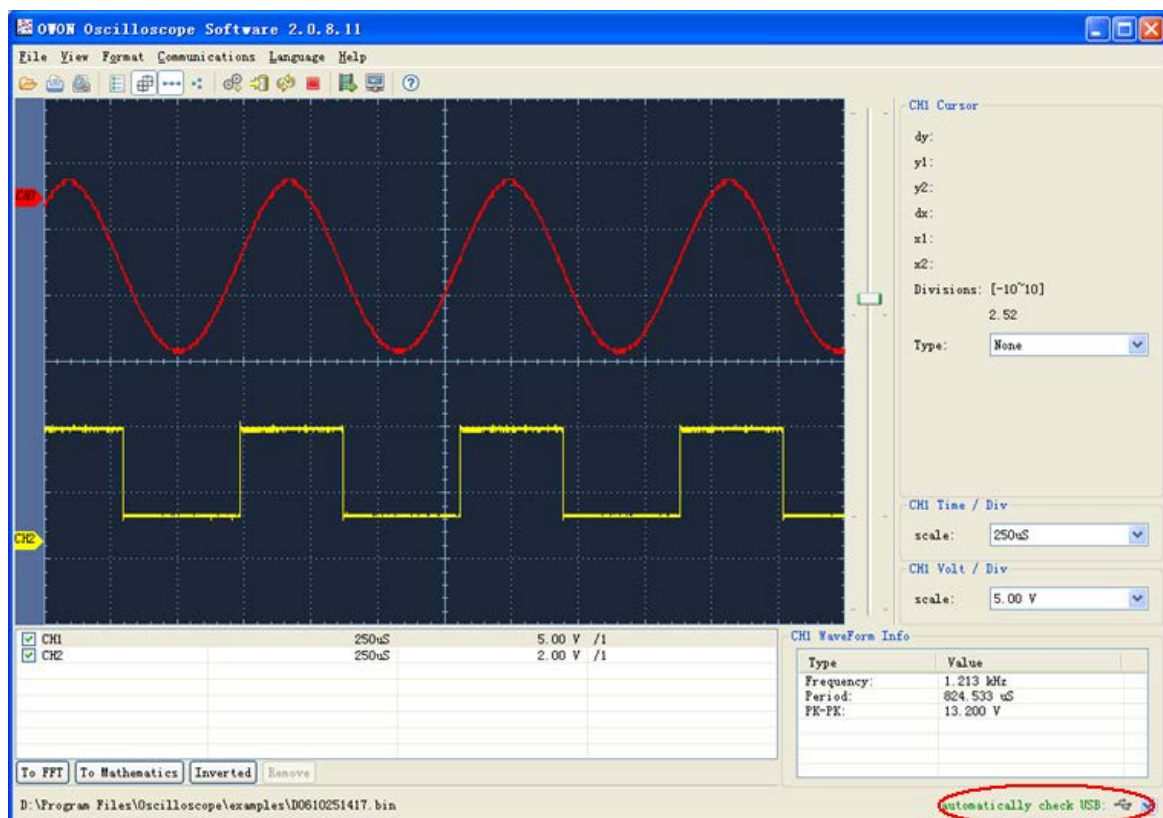 OWON Oscilloscope Software 2.0.8.11
File View Format Communications Language Help
CH1
CH2
CH1 Cursor
dy:
y1:
y2:
dx:
x1:
x2:
Divisions: [-10~10]
2.52
Type: None
CH1 Time / Div
scale: 250uS
CH1 Volt / Div
scale: 5.00 V
CH1 250uS 5.00 V /1
CH2 250uS 2.00 V /1
To FFT To Mathematics Inverted Remove
CH1 WaveForm Info
Type Value
Frequency: 1.213 kHz
Period: 824.533 uS
PK-PK: 13.200 V
D:\Program Files\Oscilloscope\examples\D0610251417.bin
automatically check USB: